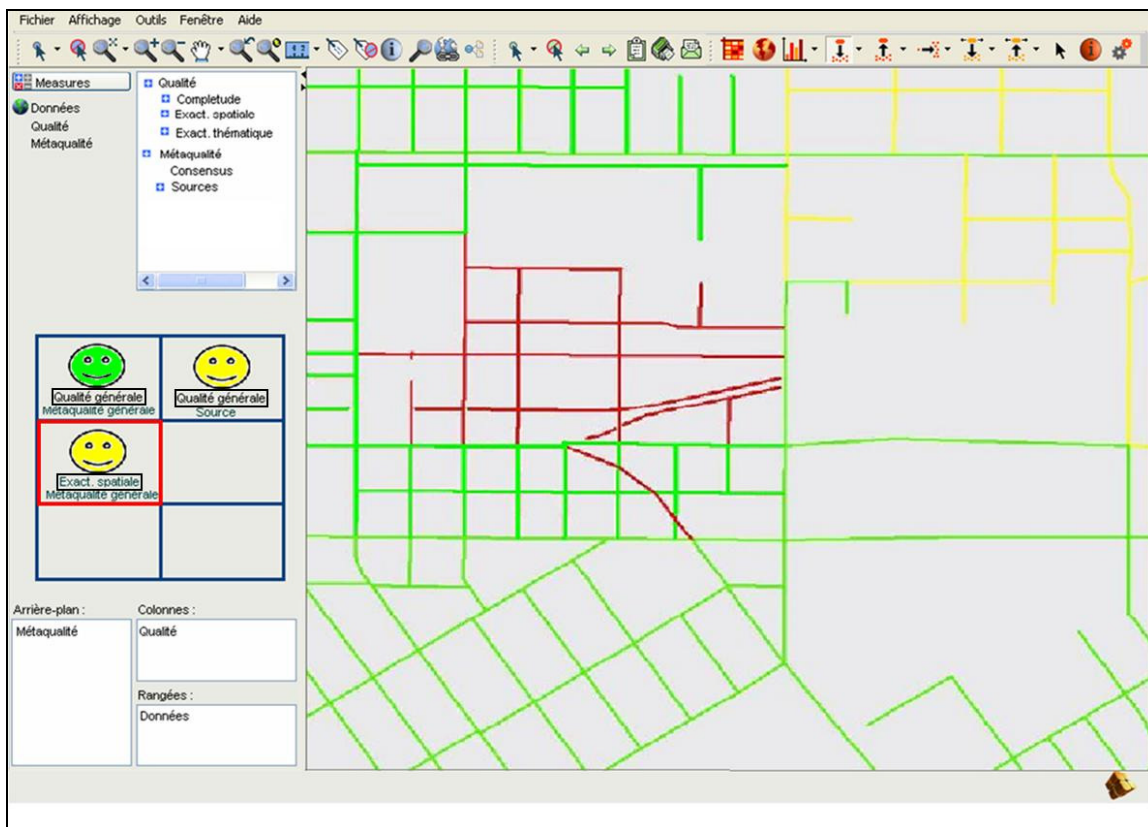 Fichier Affichage Outils Fenêtre Aide
Measures
Données
Qualité
Métaqualité
Qualité
Completude
Exact. spatiale
Exact. thématique
Métaqualité
Consensus
Sources
Qualité générale
Métaqualité générale
Qualité générale
Source
Exact. spatiale
Métaqualité générale
Arrière-plan :
Métaqualité
Colonnes :
Qualité
Rangées :
Données